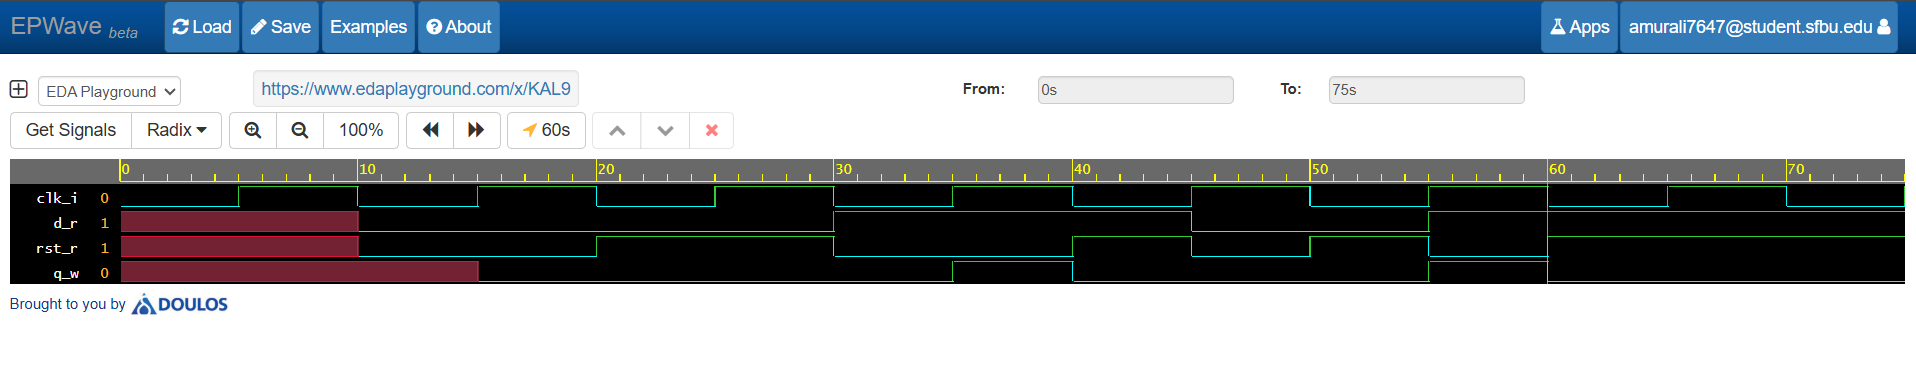 EPWave beta Load Save Examples About Apps amurali7647@student.sfbu.edu
EDA Playground https://www.edaplayground.com/x/KAL9 From: 0s To: 75s
Get Signals Radix 100% 60s
0 10 20 30 40 50 60 70
clk_i 0
d_r 1
rst_r 1
q_w 0
Brought to you by DOULOS